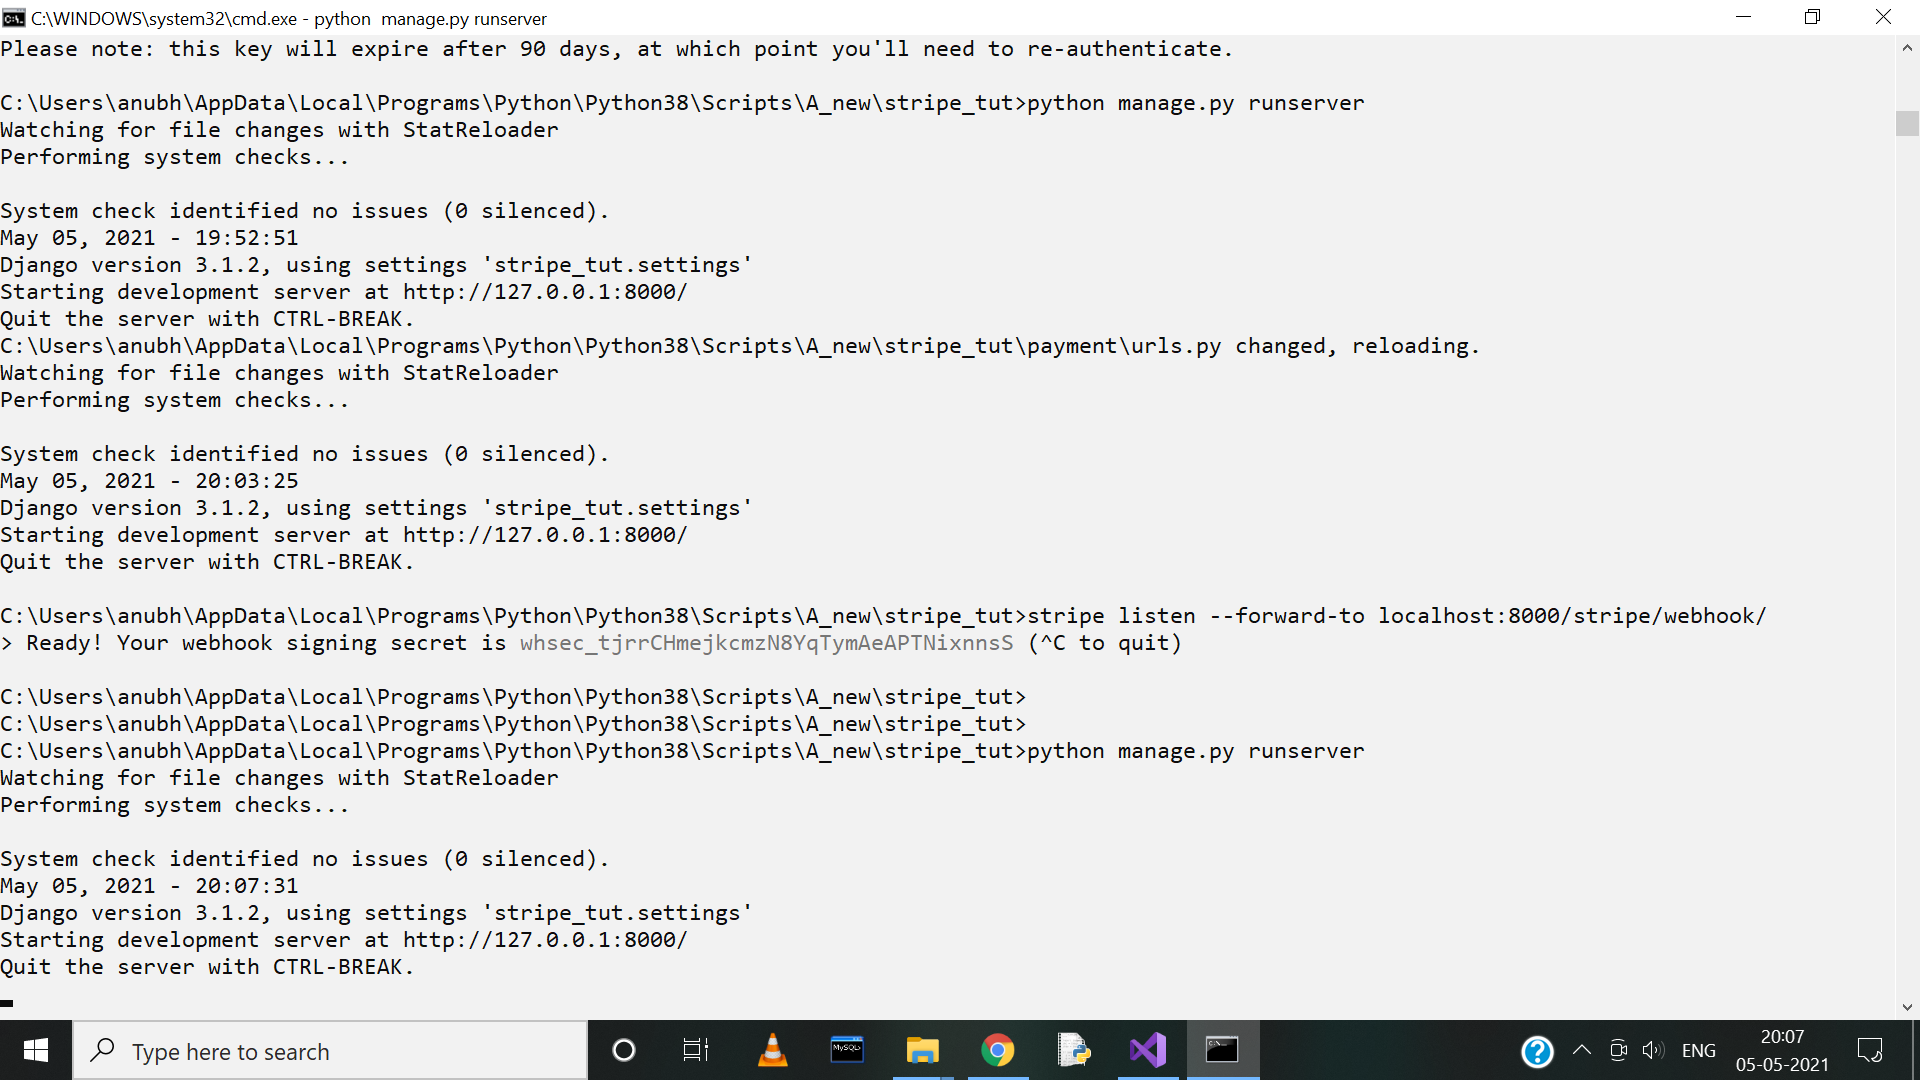 C:\WINDOWS\system32\cmd.exe - python  manage.py runserver
Please note: this key will expire after 90 days, at which point you'll need to re-authenticate.
C:\Users\anubh\AppData\Local\Programs\Python\Python38\Scripts\A_new\stripe_tut>python manage.py runserver
Watching for file changes with StatReloader
Performing system checks...
System check identified no issues (0 silenced).
May 05, 2021 - 19:52:51
Django version 3.1.2, using settings 'stripe_tut.settings'
Starting development server at http://127.0.0.1:8000/
Quit the server with CTRL-BREAK.
C:\Users\anubh\AppData\Local\Programs\Python\Python38\Scripts\A_new\stripe_tut\payment\urls.py changed, reloading.
Watching for file changes with StatReloader
Performing system checks...
System check identified no issues (0 silenced).
May 05, 2021 - 20:03:25
Django version 3.1.2, using settings 'stripe_tut.settings'
Starting development server at http://127.0.0.1:8000/
Quit the server with CTRL-BREAK.
C:\Users\anubh\AppData\Local\Programs\Python\Python38\Scripts\A_new\stripe_tut>stripe listen --forward-to localhost:8000/stripe/webhook/
> Ready! Your webhook signing secret is whsec_tjrrCHmejkcmzN8YqTymAeAPTNixnnsS (^C to quit)
C:\Users\anubh\AppData\Local\Programs\Python\Python38\Scripts\A_new\stripe_tut>
C:\Users\anubh\AppData\Local\Programs\Python\Python38\Scripts\A_new\stripe_tut>
C:\Users\anubh\AppData\Local\Programs\Python\Python38\Scripts\A_new\stripe_tut>python manage.py runserver
Watching for file changes with StatReloader
Performing system checks...
System check identified no issues (0 silenced).
May 05, 2021 - 20:07:31
Django version 3.1.2, using settings 'stripe_tut.settings'
Starting development server at http://127.0.0.1:8000/
Quit the server with CTRL-BREAK.
Type here to search
MySQL
ENG
20:07
05-05-2021